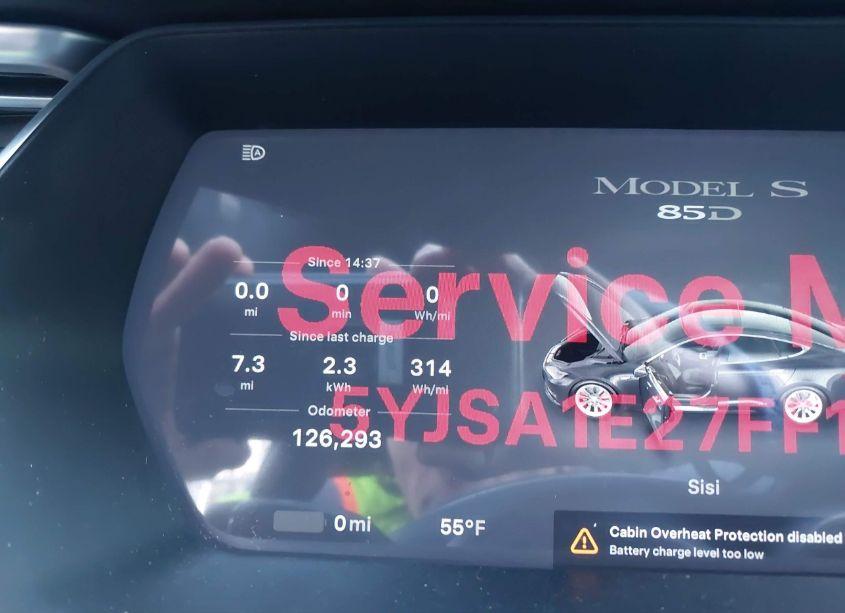 A
MODEL S
85D
Since 14:37
0.0 0 0
mi min Wh/mi
Service
Since last charge
7.3 2.3 314
mi kWh Wh/mi
5YJSA1E27FF1
Odometer
126,293
Sisi
0 mi 55°F
Cabin Overheat Protection disabled
Battery charge level too low